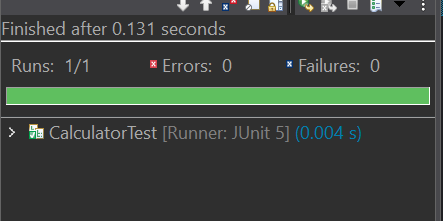 Finished after 0.131 seconds
Runs: 1/1 Errors: 0 Failures: 0
CalculatorTest [Runner: JUnit 5] (0.004 s)